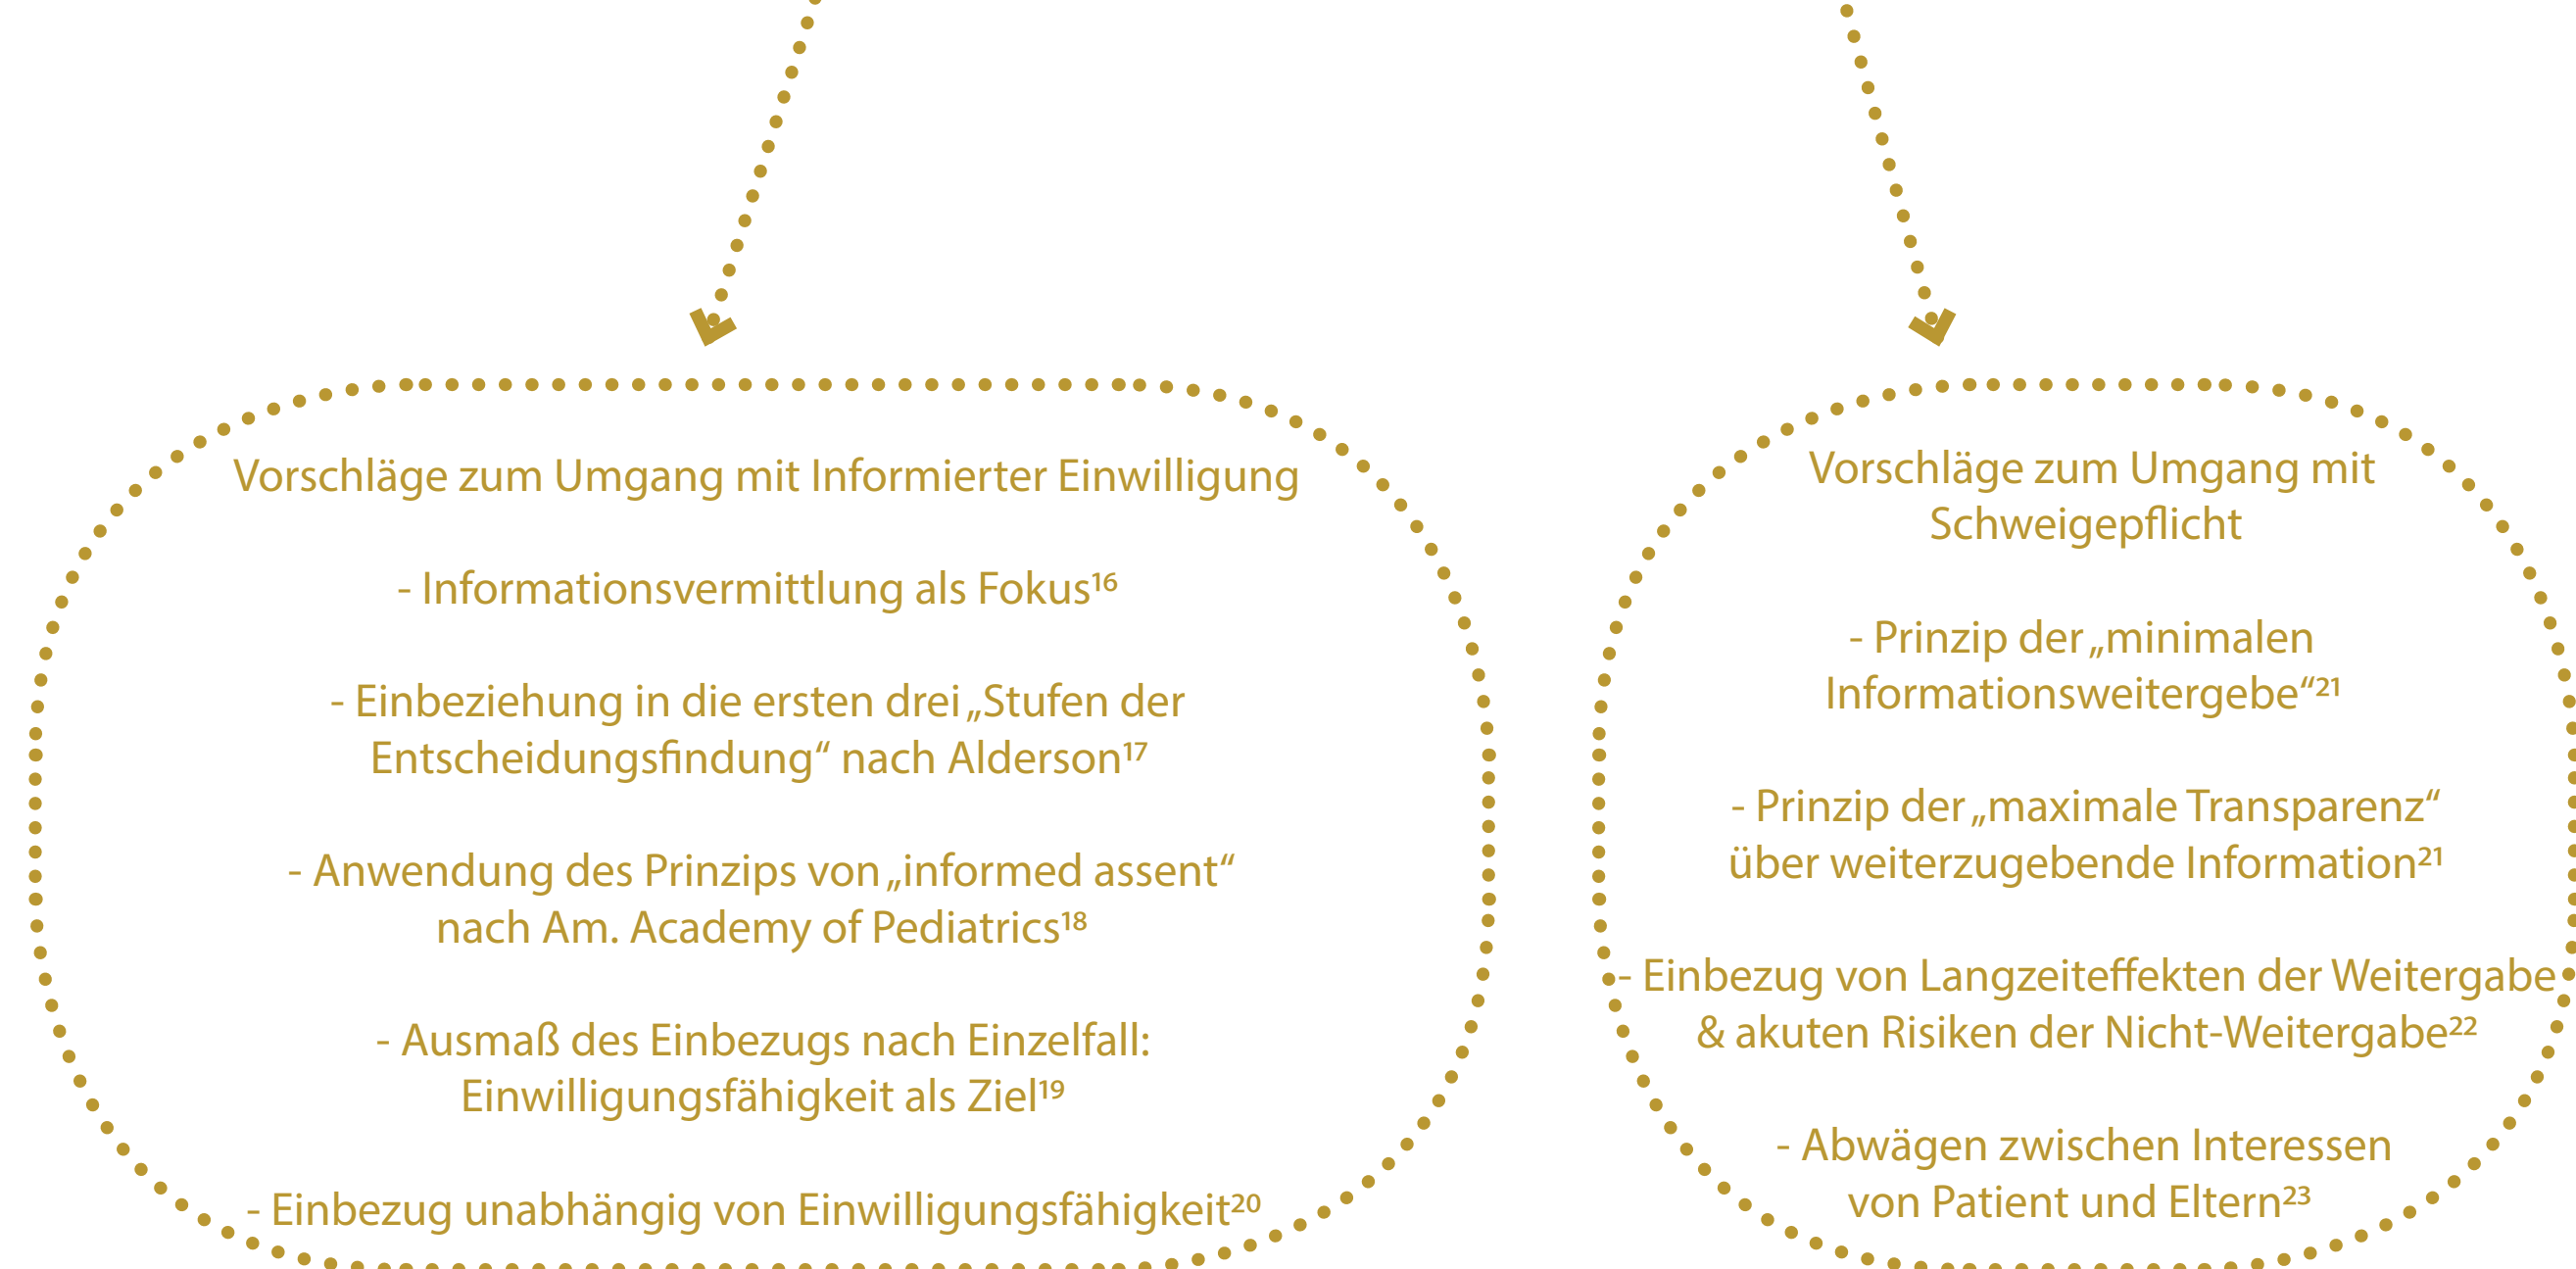 Vorschläge zum Umgang mit Informierter Einwilligung
- Informationsvermittlung als Fokus¹⁶
- Einbeziehung in die ersten drei „Stufen der
Entscheidungsfindung“ nach Alderson¹⁷
- Anwendung des Prinzips von „informed assent“
nach Am. Academy of Pediatrics¹⁸
- Ausmaß des Einbezugs nach Einzelfall:
Einwilligungsfähigkeit als Ziel¹⁹
- Einbezug unabhängig von Einwilligungsfähigkeit²⁰
Vorschläge zum Umgang mit
Schweigepflicht
- Prinzip der „minimalen
Informationsweitergebe“²¹
- Prinzip der „maximale Transparenz“
über weiterzugebende Information²¹
- Einbezug von Langzeiteffekten der Weitergabe
& akuten Risiken der Nicht-Weitergabe²²
- Abwägen zwischen Interessen
von Patient und Eltern²³